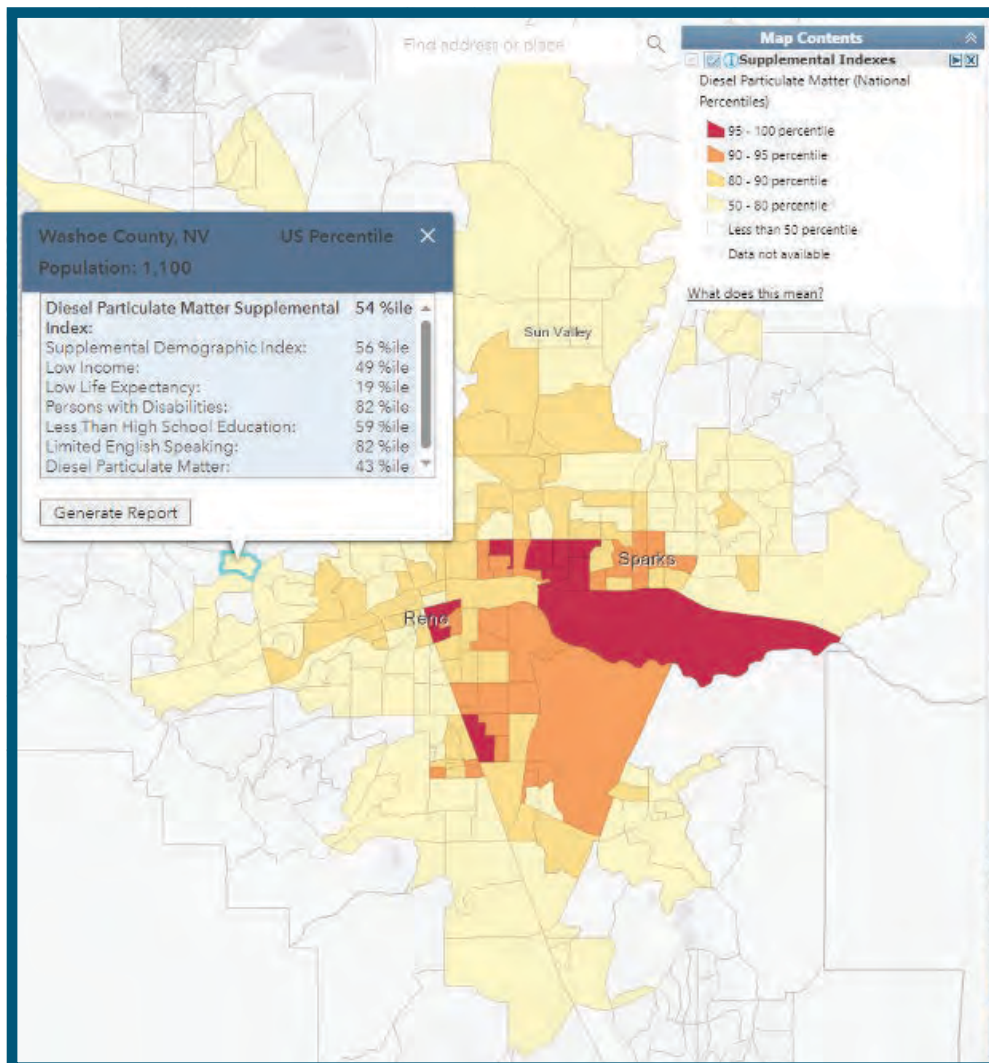 Find address or place
Map Contents
Supplemental Indexes
Diesel Particulate Matter (National
Percentiles)
95 - 100 percentile
90 - 95 percentile
80 - 90 percentile
50 - 80 percentile
Less than 50 percentile
Data not available
What does this mean?
Washoe County, NV US Percentile
Population: 1,100
Diesel Particulate Matter Supplemental 54 %ile
Index:
Supplemental Demographic Index: 56 %ile
Low Income: 49 %ile
Low Life Expectancy: 19 %ile
Persons with Disabilities: 82 %ile
Less Than High School Education: 59 %ile
Limited English Speaking: 82 %ile
Diesel Particulate Matter: 43 %ile
Generate Report
Sun Valley
Sparks
Reno